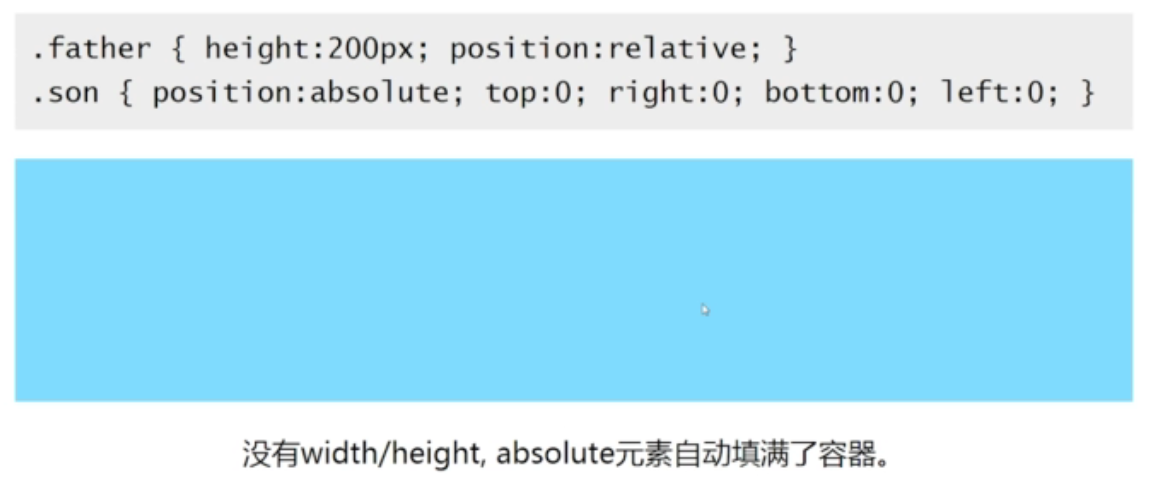 .father { height:200px; position:relative; }
.son { position:absolute; top:0; right:0; bottom:0; left:0; }
没有width/height, absolute元素自动填满了容器。